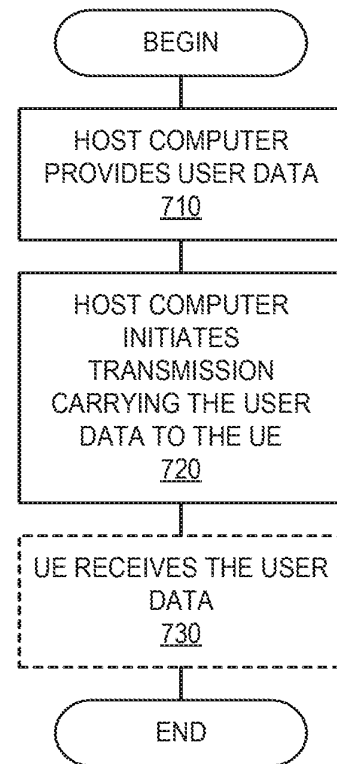 BEGIN
HOST COMPUTER
PROVIDES USER DATA
710
HOST COMPUTER
INITIATES
TRANSMISSION
CARRYING THE USER
DATA TO THE UE
720
UE RECEIVES THE USER
DATA
730
END